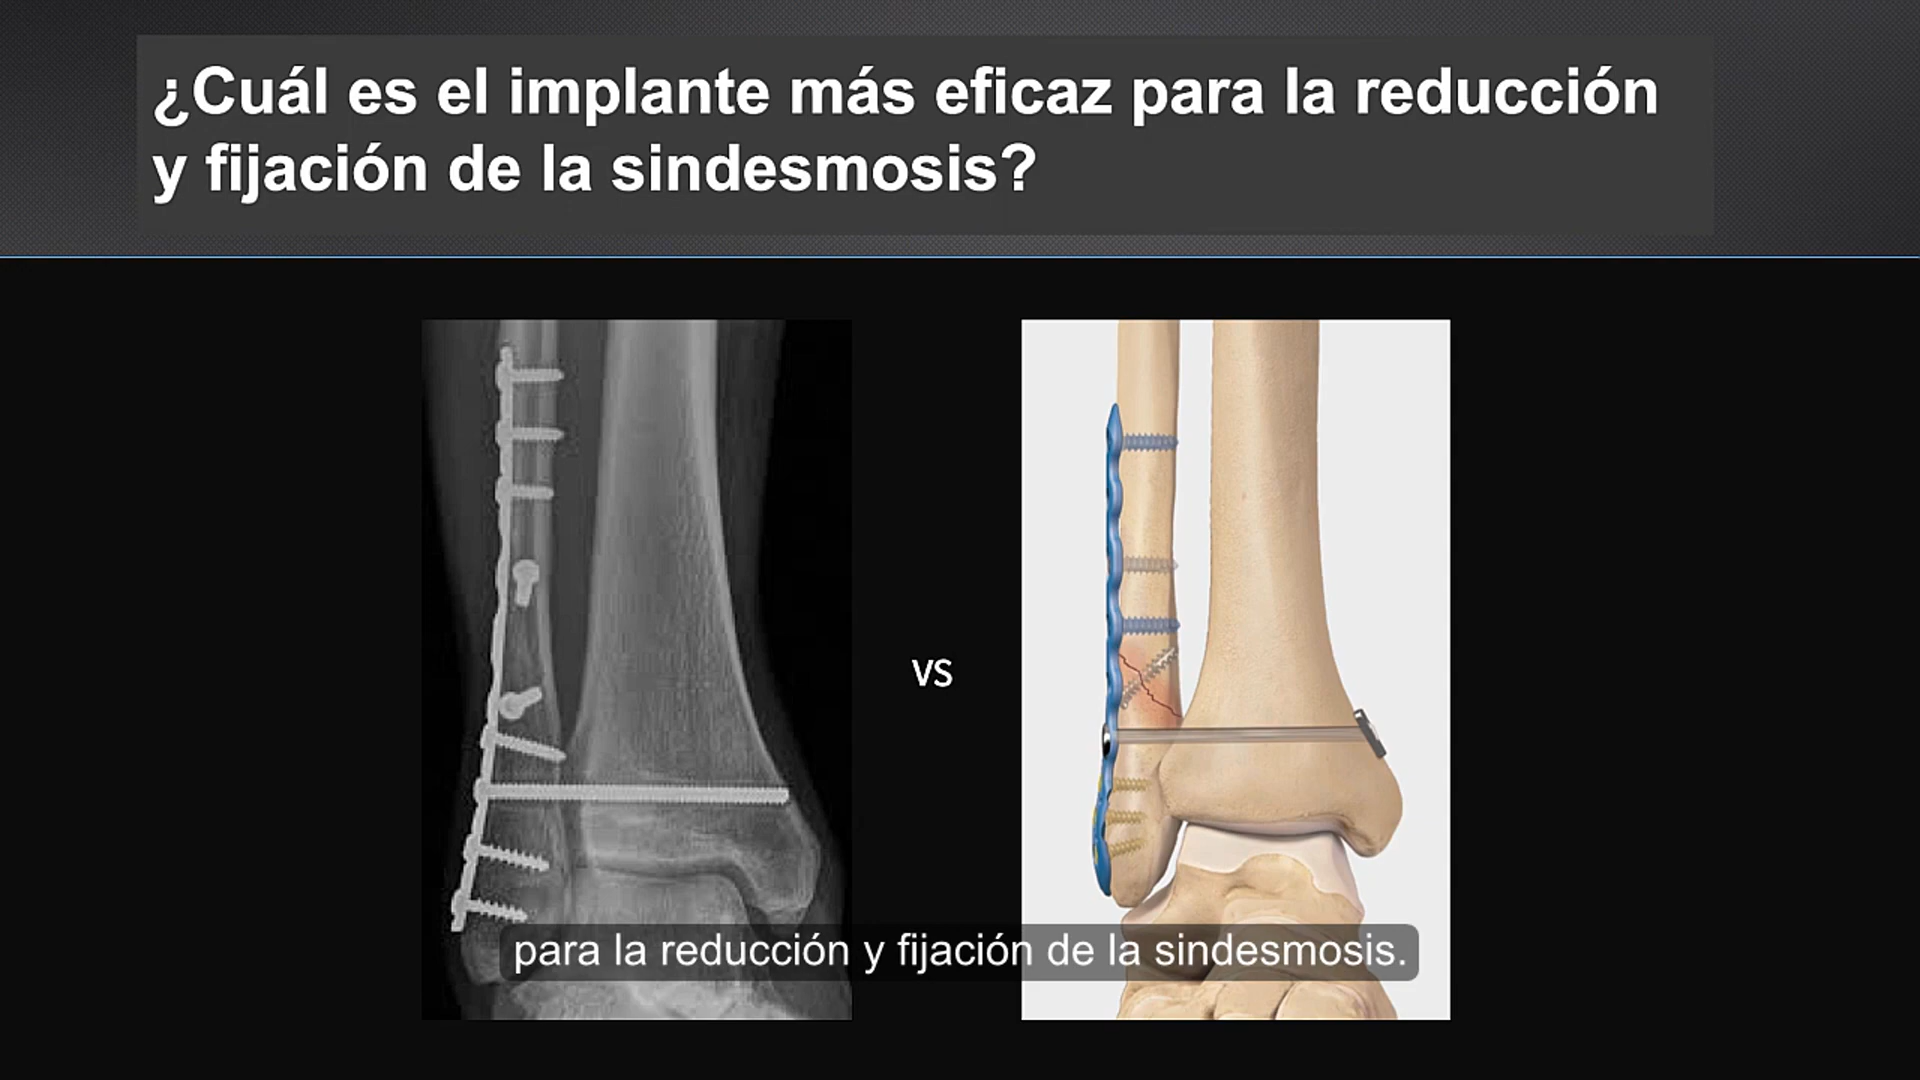 ¿Cuál es el implante más eficaz para la reducción
y fijación de la sindesmosis?
vs
para la reducción y fijación de la sindesmosis.